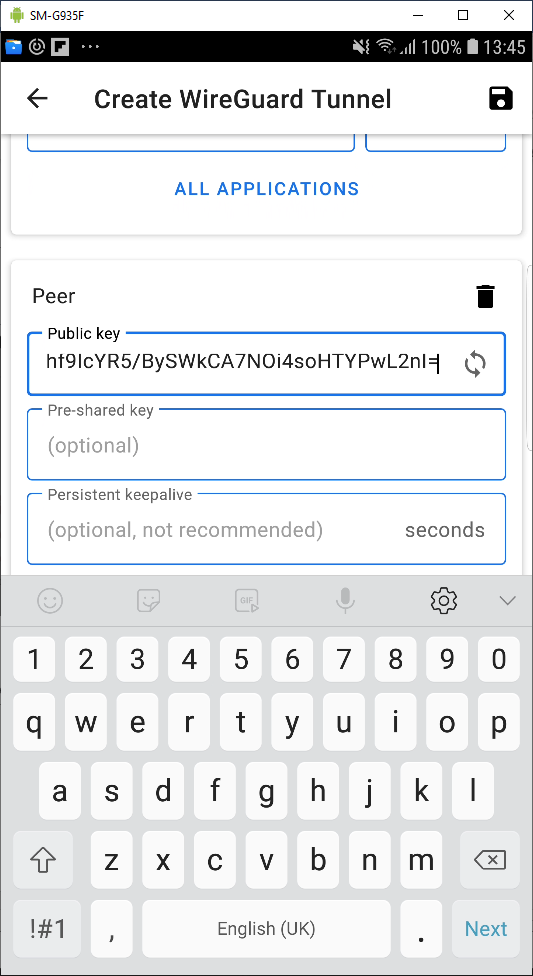 SM-G935F
100% 13:45
Create WireGuard Tunnel
ALL APPLICATIONS
Peer
Public key
hf9IcYR5/BySWkCA7NOi4soHTYPwL2nI=
Pre-shared key
(optional)
Persistent keepalive
(optional, not recommended) seconds
GIF
1 2 3 4 5 6 7 8 9 0
q w e r t y u i o p
a s d f g h j k l
z x c v b n m
!#1 , English (UK) . Next